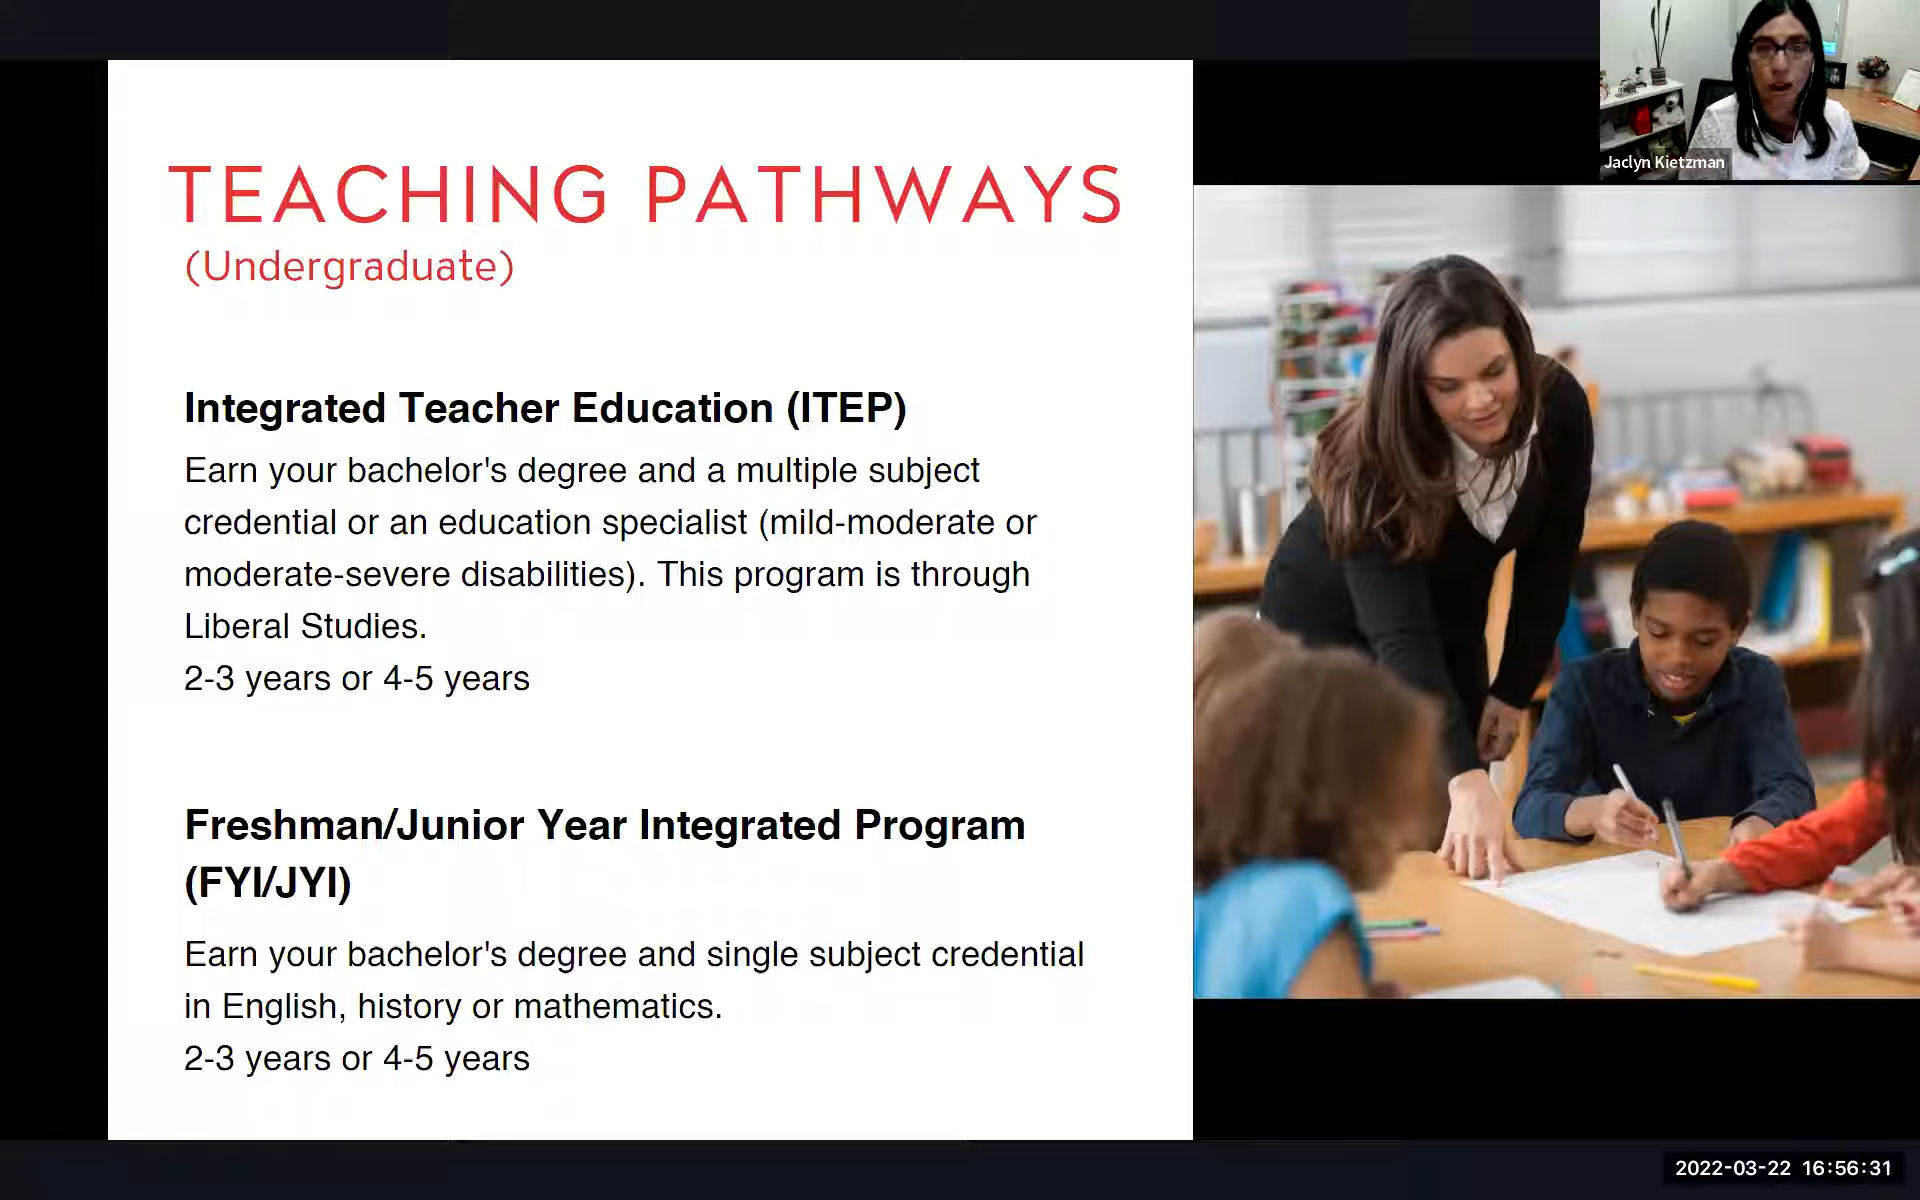 TEACHING PATHWAYS
(Undergraduate)
Integrated Teacher Education (ITEP)
Earn your bachelor's degree and a multiple subject
credential or an education specialist (mild-moderate or
moderate-severe disabilities). This program is through
Liberal Studies.
2-3 years or 4-5 years
Freshman/Junior Year Integrated Program
(FYI/JYI)
Earn your bachelor's degree and single subject credential
in English, history or mathematics.
2-3 years or 4-5 years
Jaclyn Kietzman
2022-03-22 16:56:31